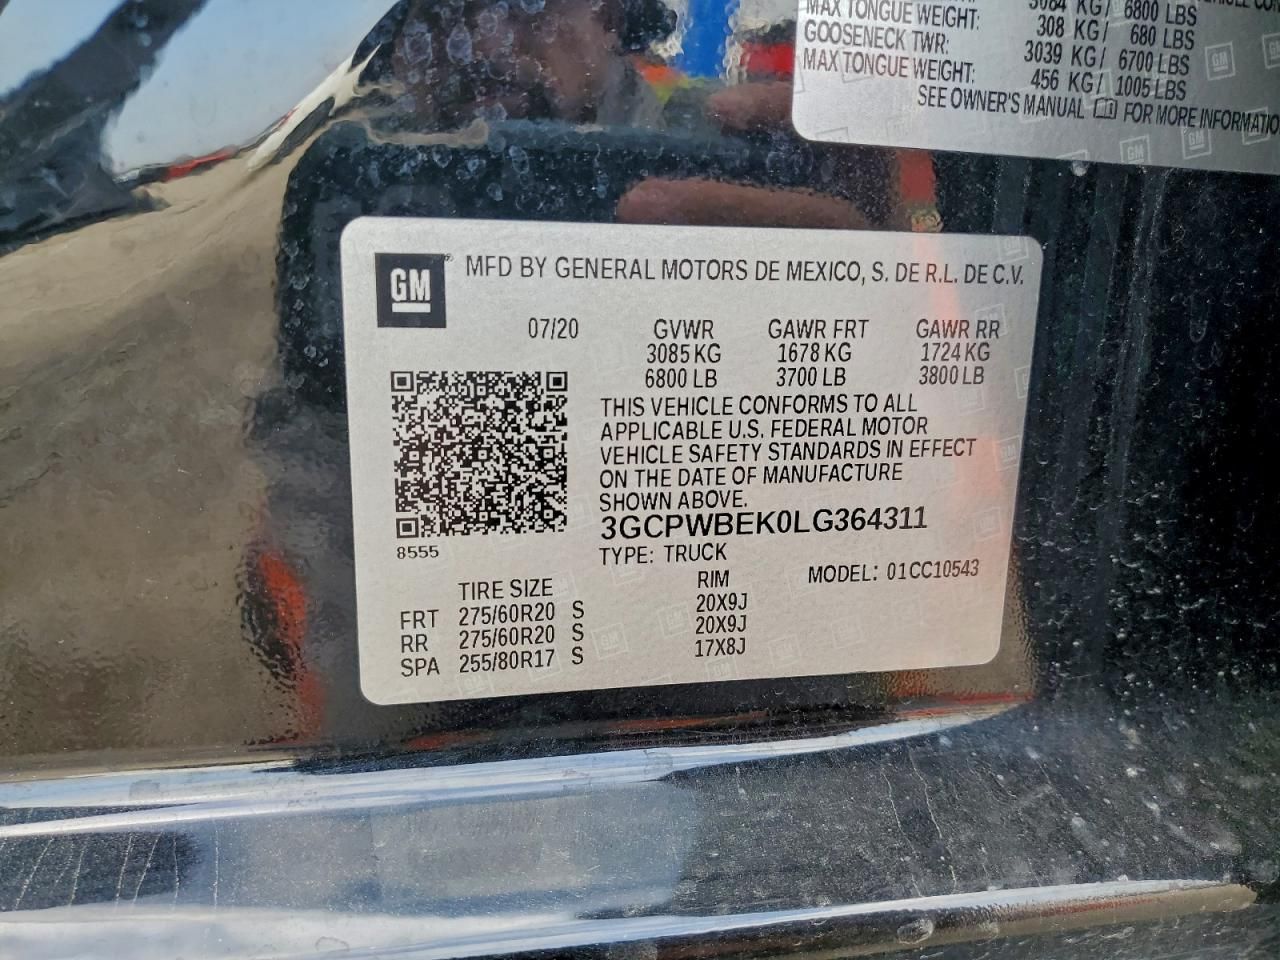 3084 KG/ 6800 LBS
MAX TONGUE WEIGHT: 308 KG/ 680 LBS
GOOSENECK TWR: 3039 KG/ 6700 LBS
MAX TONGUE WEIGHT: 456 KG/ 1005 LBS
SEE OWNER'S MANUAL FOR MORE INFORMATIO
GM MFD BY GENERAL MOTORS DE MEXICO, S. DE R.L. DE C.V.
07/20 GVWR GAWR FRT GAWR RR
3085 KG 1678 KG 1724 KG
6800 LB 3700 LB 3800 LB
THIS VEHICLE CONFORMS TO ALL
APPLICABLE U.S. FEDERAL MOTOR
VEHICLE SAFETY STANDARDS IN EFFECT
ON THE DATE OF MANUFACTURE
SHOWN ABOVE.
3GCPWBEK0LG364311
8555
TYPE: TRUCK
MODEL: 01CC10543
TIRE SIZE RIM
FRT 275/60R20 S 20X9J
RR 275/60R20 S 20X9J
SPA 255/80R17 S 17X8J